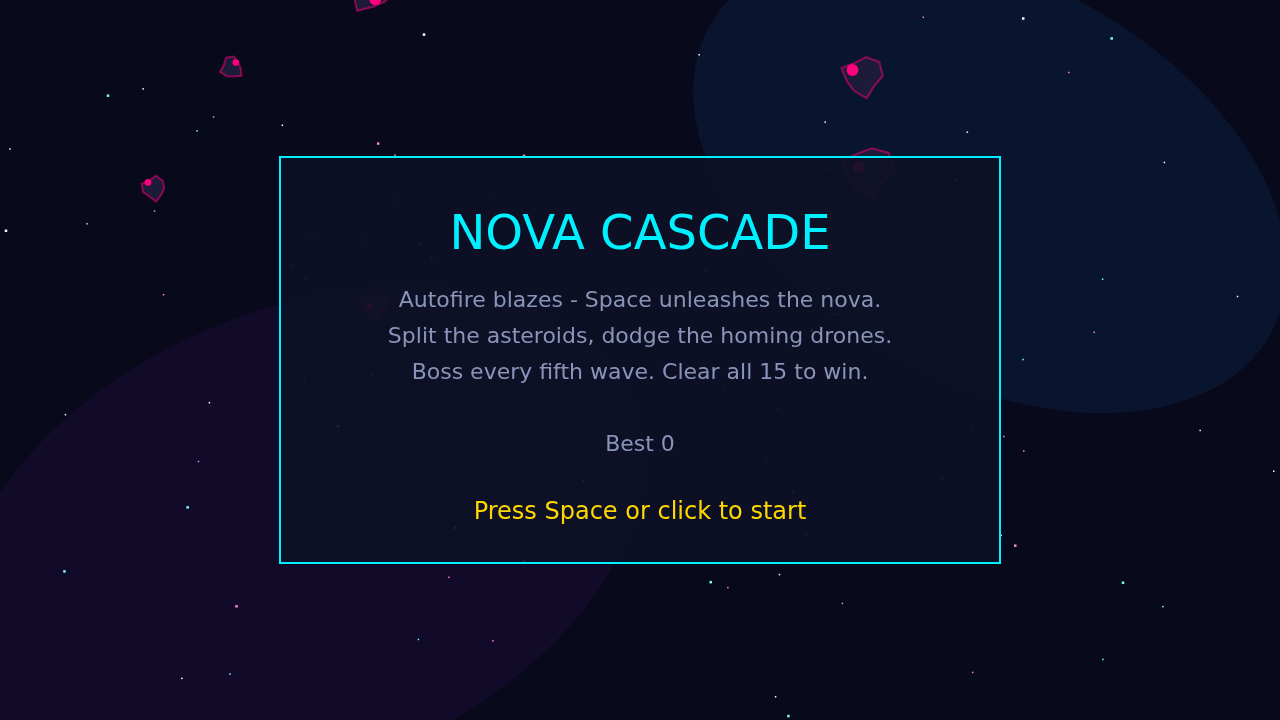 NOVA CASCADE
Autofire blazes - Space unleashes the nova.
Split the asteroids, dodge the homing drones.
Boss every fifth wave. Clear all 15 to win.
Best 0
Press Space or click to start